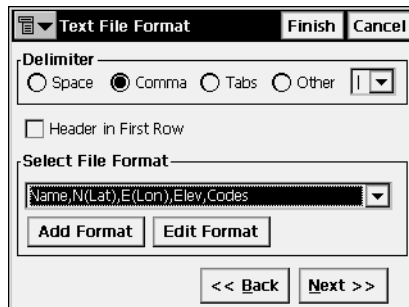 Text File Format Finish Cancel
Delimiter
Space Comma Tabs Other |
Header in First Row
Select File Format
Name,N(Lat),E(Lon),Elev,Codes
Add Format Edit Format
<< Back Next >>